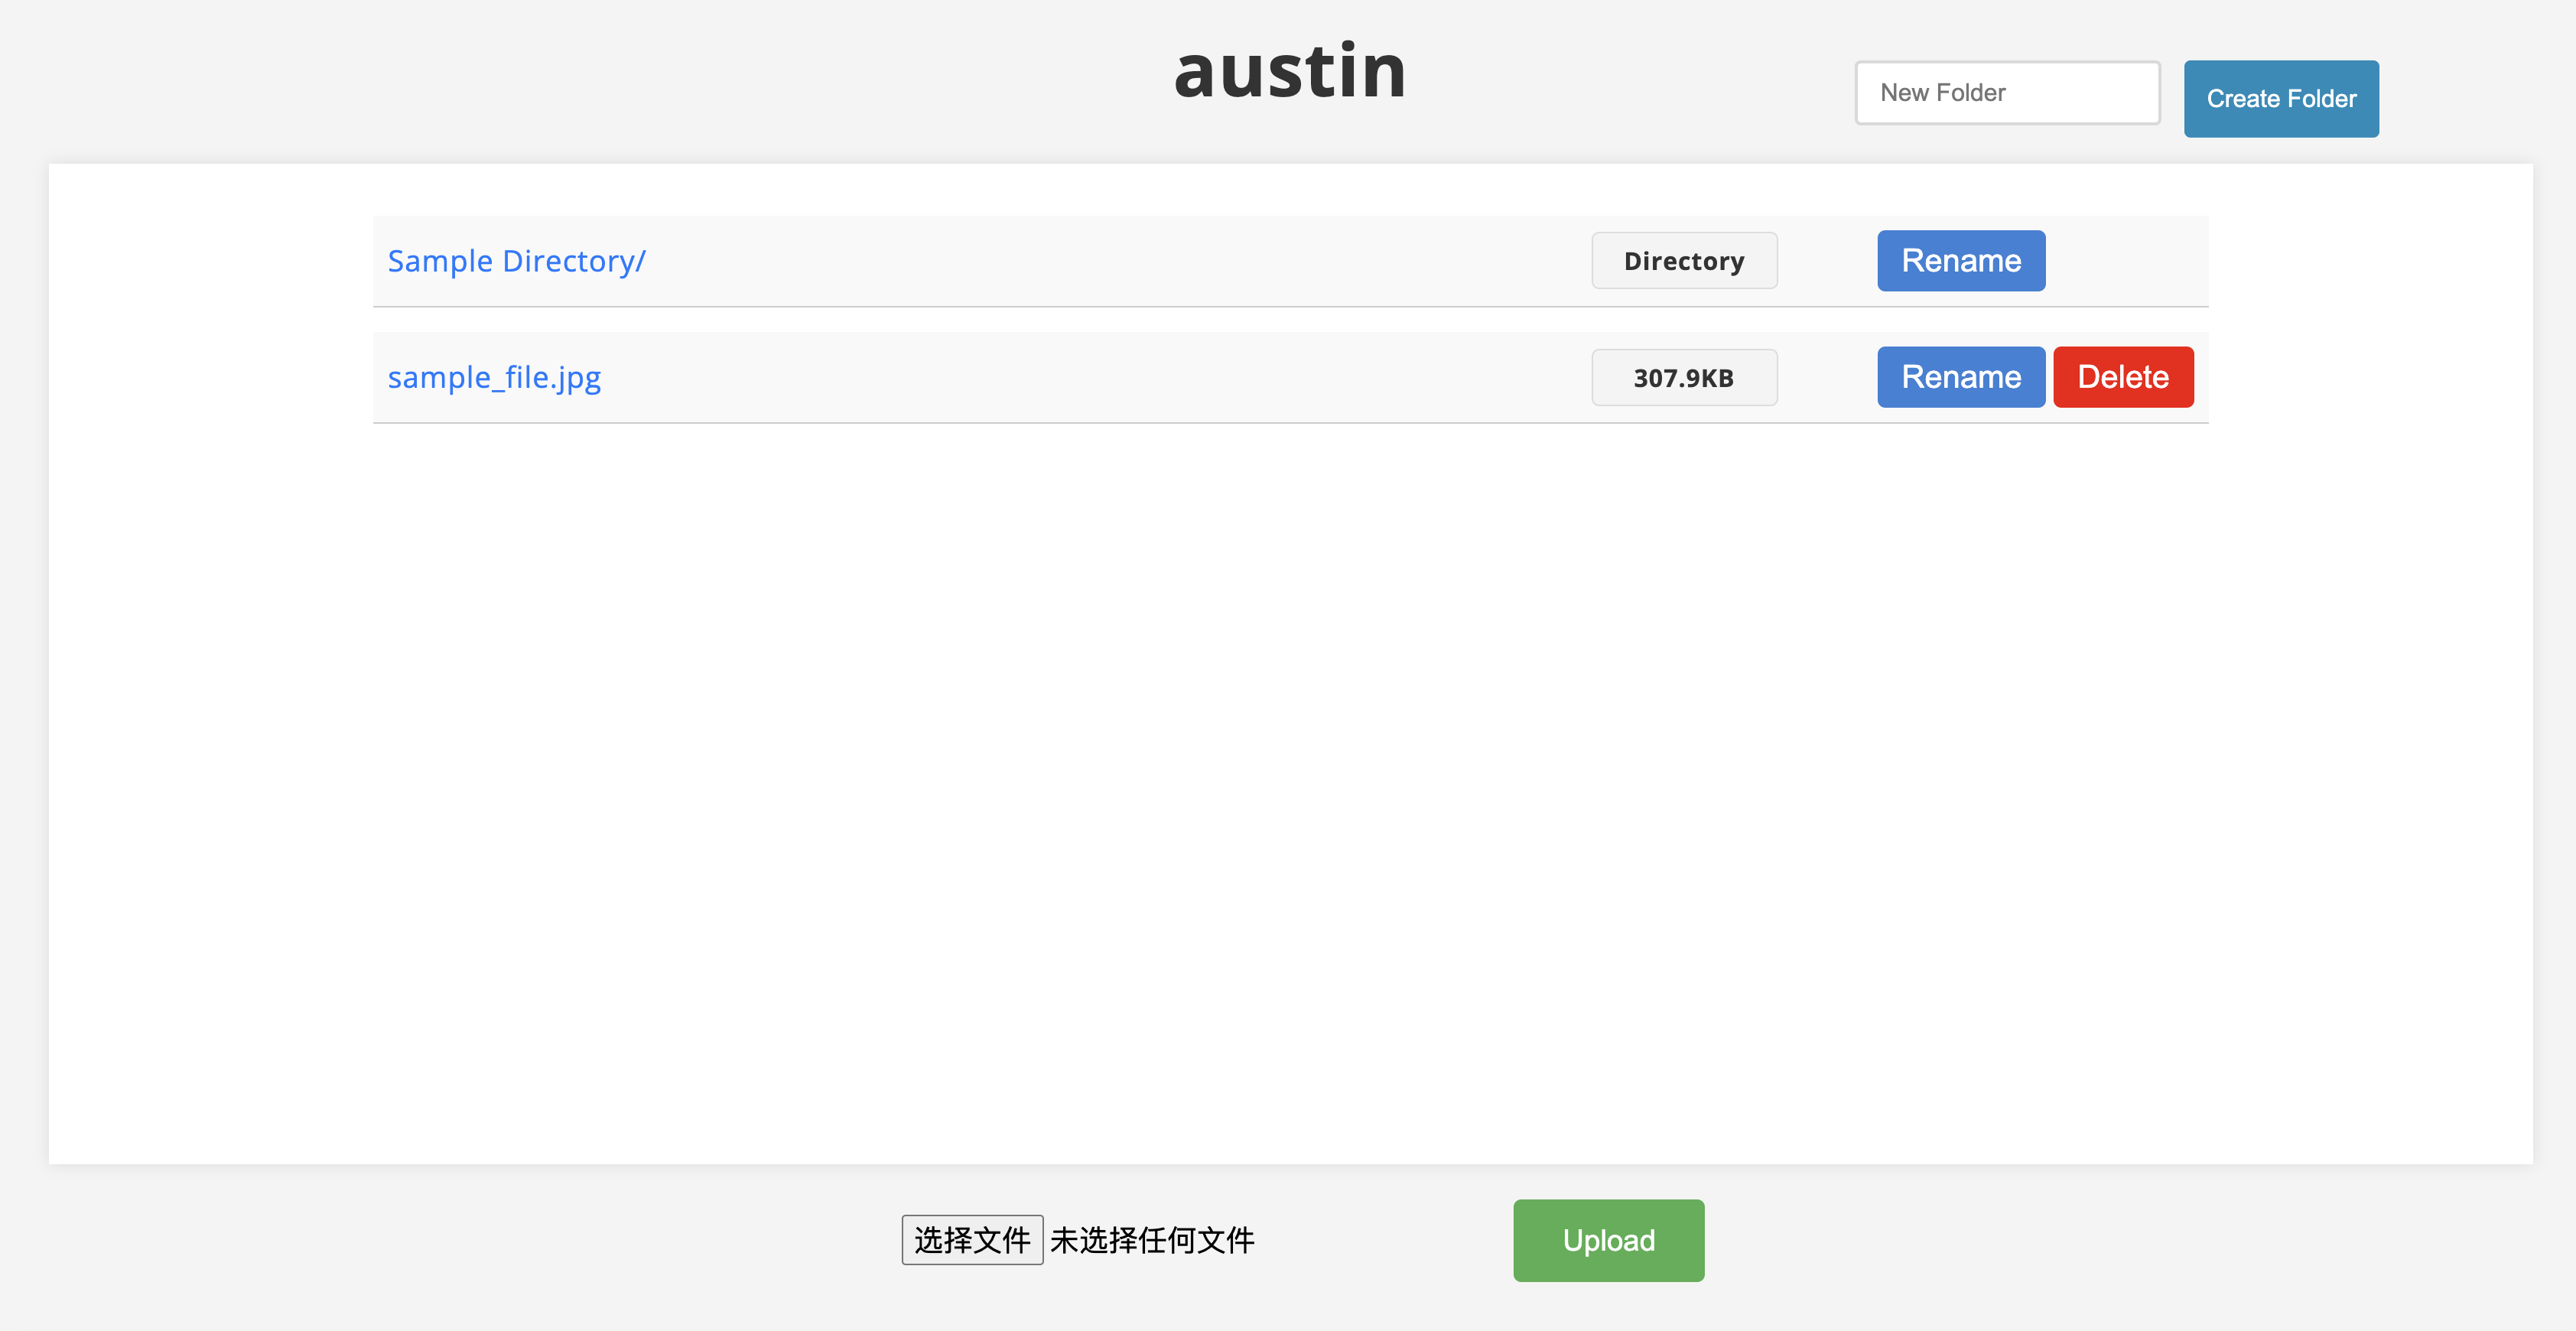 austin
New Folder
Create Folder
Sample Directory/ Directory Rename
sample_file.jpg 307.9KB Rename Delete
选择文件 未选择任何文件 Upload